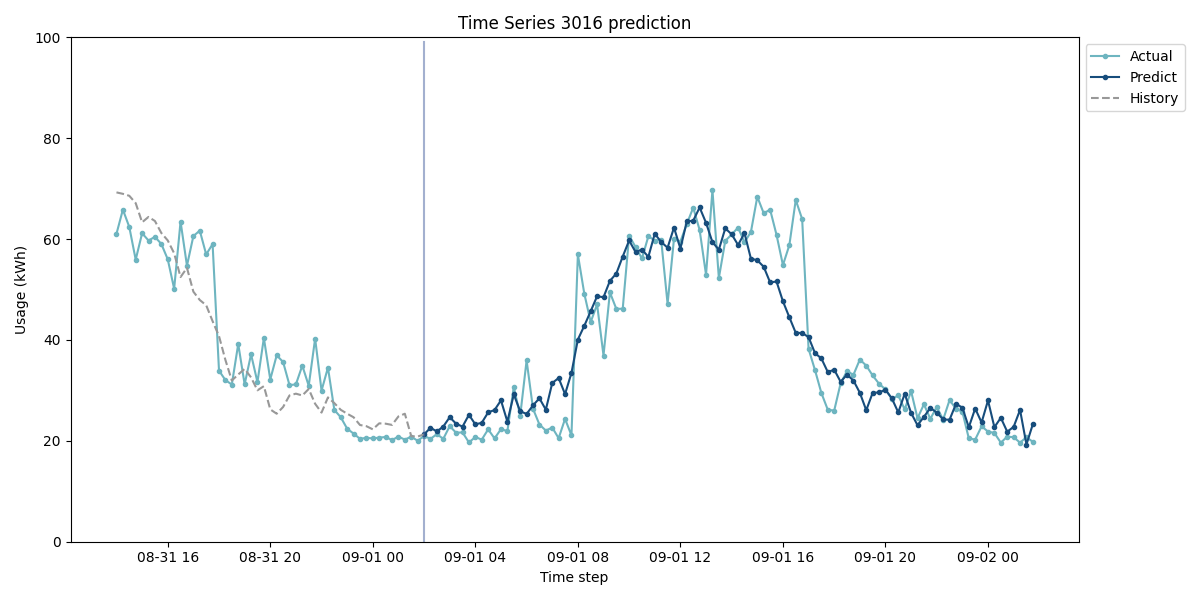 Time Series 3016 prediction
100
80
60
40
20
0
Usage (kWh)
08-31 16
08-31 20
09-01 00
09-01 04
09-01 08
09-01 12
09-01 16
09-01 20
09-02 00
Time step
Actual
Predict
History